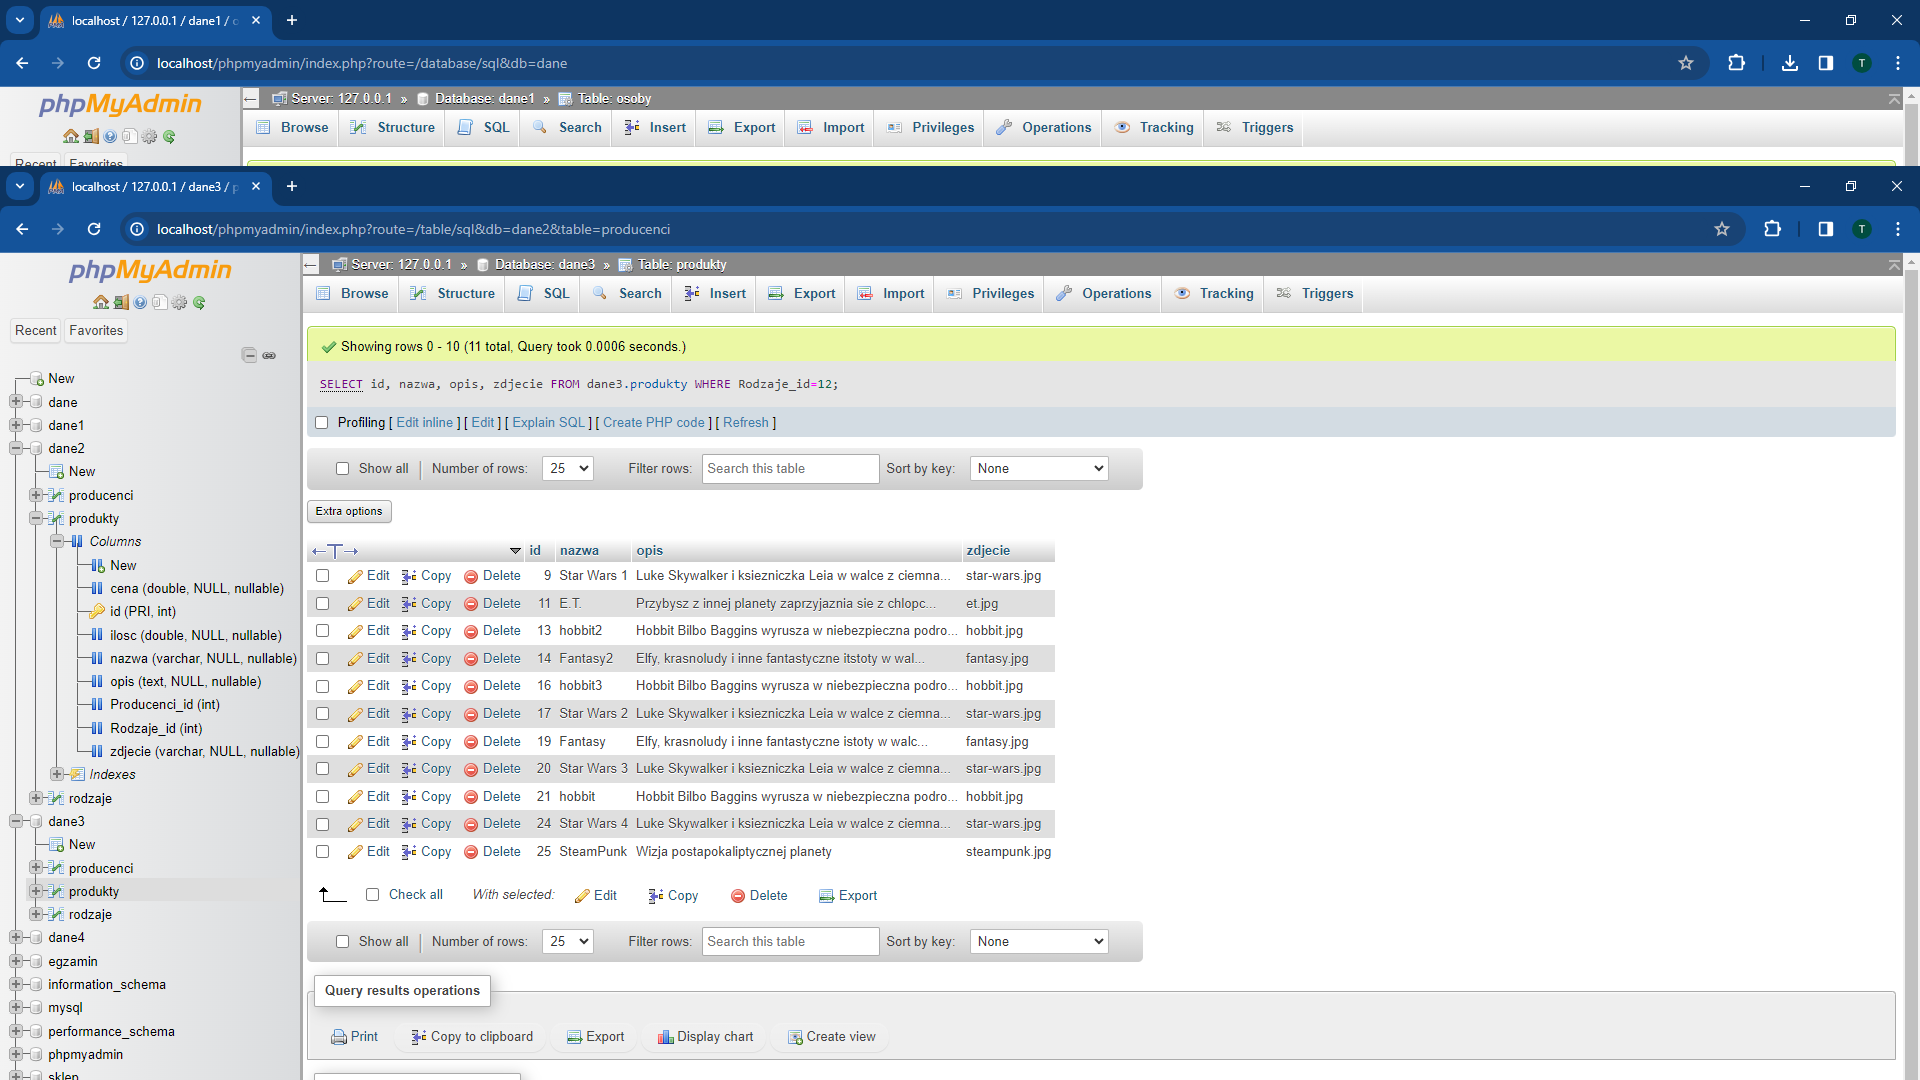 localhost / 127.0.0.1 / dane1 /
localhost/phpmyadmin/index.php?route=/database/sql&db=dane
T
phpMyAdmin
Server: 127.0.0.1 » Database: dane1 » Table: osoby
Browse Structure SQL Search Insert Export Import Privileges Operations Tracking Triggers
Recent Favorites
localhost / 127.0.0.1 / dane3 / p
localhost/phpmyadmin/index.php?route=/table/sql&db=dane2&table=producenci
T
phpMyAdmin
Recent Favorites
New
dane
dane1
dane2
New
producenci
produkty
Columns
New
cena (double, NULL, nullable)
id (PRI, int)
ilosc (double, NULL, nullable)
nazwa (varchar, NULL, nullable)
opis (text, NULL, nullable)
Producenci_id (int)
Rodzaje_id (int)
zdjecie (varchar, NULL, nullable)
Indexes
rodzaje
dane3
New
producenci
produkty
rodzaje
dane4
egzamin
information_schema
mysql
performance_schema
phpmyadmin
sklep
Server: 127.0.0.1 » Database: dane3 » Table: produkty
Browse Structure SQL Search Insert Export Import Privileges Operations Tracking Triggers
Showing rows 0 - 10 (11 total, Query took 0.0006 seconds.)
SELECT id, nazwa, opis, zdjecie FROM dane3.produkty WHERE Rodzaje_id=12;
Profiling [ Edit inline ] [ Edit ] [ Explain SQL ] [ Create PHP code ] [ Refresh ]
Show all Number of rows: 25 Filter rows: Search this table Sort by key: None
Extra options
id nazwa opis zdjecie
Edit Copy Delete 9 Star Wars 1 Luke Skywalker i ksiezniczka Leia w walce z ciemna... star-wars.jpg
Edit Copy Delete 11 E.T. Przybysz z innej planety zaprzyjaznia sie z chlopc... et.jpg
Edit Copy Delete 13 hobbit2 Hobbit Bilbo Baggins wyrusza w niebezpieczna podro... hobbit.jpg
Edit Copy Delete 14 Fantasy2 Elfy, krasnoludy i inne fantastyczne itstoty w wal... fantasy.jpg
Edit Copy Delete 16 hobbit3 Hobbit Bilbo Baggins wyrusza w niebezpieczna podro... hobbit.jpg
Edit Copy Delete 17 Star Wars 2 Luke Skywalker i ksiezniczka Leia w walce z ciemna... star-wars.jpg
Edit Copy Delete 19 Fantasy Elfy, krasnoludy i inne fantastyczne istoty w walc... fantasy.jpg
Edit Copy Delete 20 Star Wars 3 Luke Skywalker i ksiezniczka Leia w walce z ciemna... star-wars.jpg
Edit Copy Delete 21 hobbit Hobbit Bilbo Baggins wyrusza w niebezpieczna podro... hobbit.jpg
Edit Copy Delete 24 Star Wars 4 Luke Skywalker i ksiezniczka Leia w walce z ciemna... star-wars.jpg
Edit Copy Delete 25 SteamPunk Wizja postapokaliptycznej planety steampunk.jpg
Check all With selected: Edit Copy Delete Export
Show all Number of rows: 25 Filter rows: Search this table Sort by key: None
Query results operations
Print Copy to clipboard Export Display chart Create view